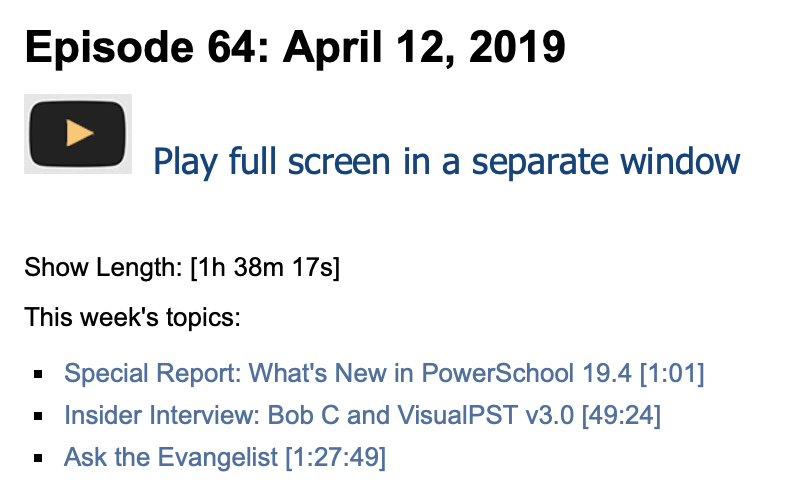 Episode 64: April 12, 2019
Play full screen in a separate window
Show Length: [1h 38m 17s]
This week's topics:
Special Report: What's New in PowerSchool 19.4 [1:01]
Insider Interview: Bob C and VisualPST v3.0 [49:24]
Ask the Evangelist [1:27:49]